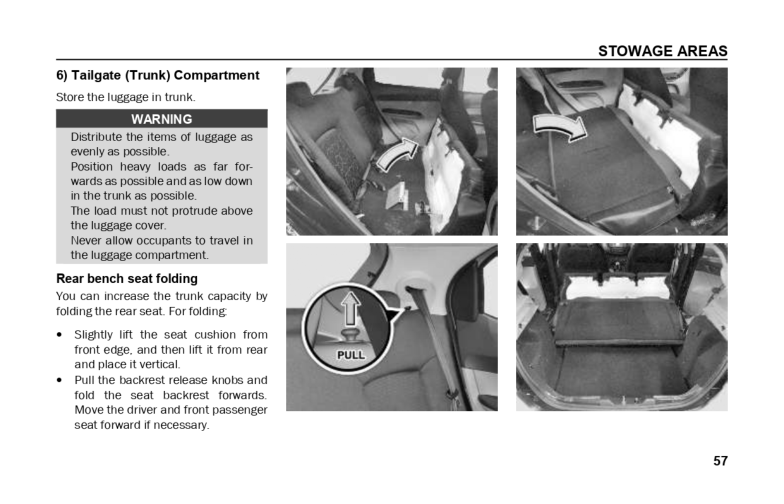 STOWAGE AREAS
6) Tailgate (Trunk) Compartment
Store the luggage in trunk.
WARNING
Distribute the items of luggage as
evenly as possible.
Position heavy loads as far for-
wards as possible and as low down
in the trunk as possible.
The load must not protrude above
the luggage cover.
Never allow occupants to travel in
the luggage compartment.
Rear bench seat folding
You can increase the trunk capacity by
folding the rear seat. For folding:
• Slightly lift the seat cushion from
front edge, and then lift it from rear
and place it vertical.
• Pull the backrest release knobs and
fold the seat backrest forwards.
Move the driver and front passenger
seat forward if necessary.
PULL
57